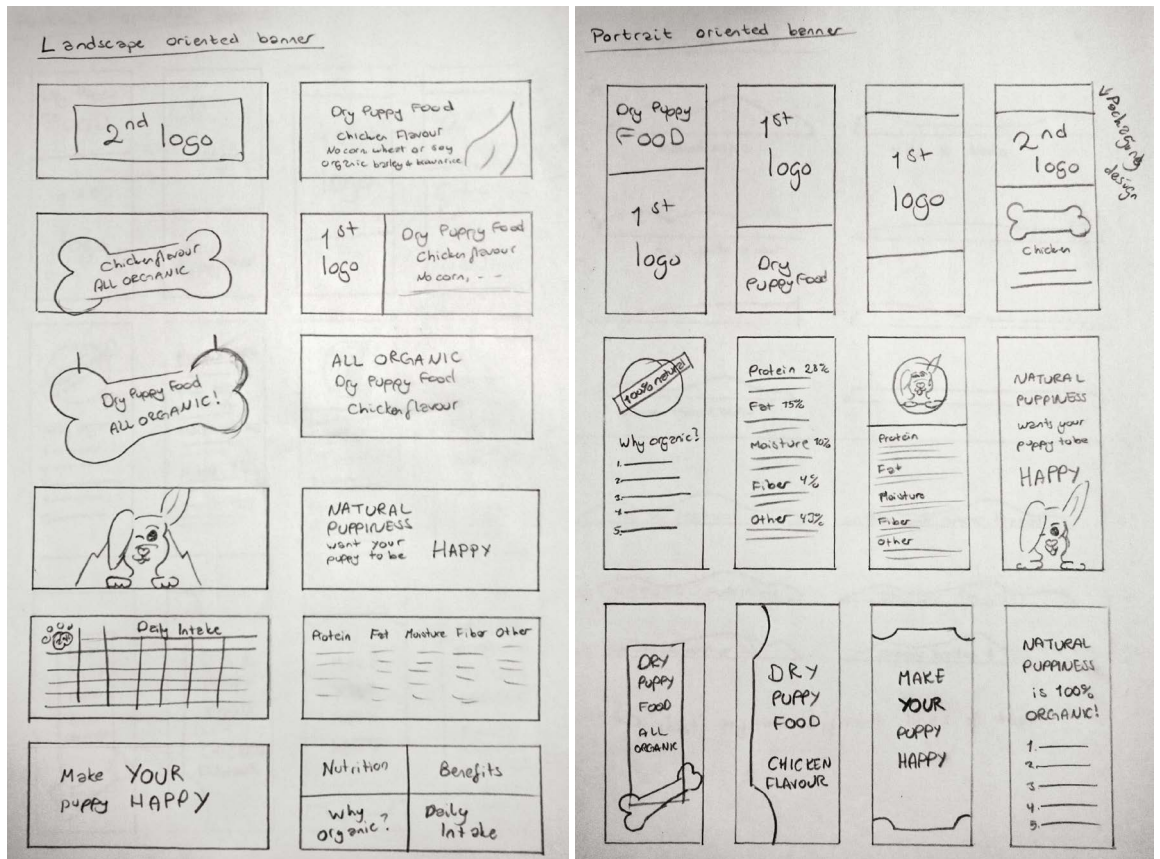 Landscape oriented banner
2nd logo
Dry Puppy Food
Chicken Flavour
No corn wheat or soy
organic barley & brown rice
Chicken flavour
ALL ORGANIC
1st
logo
Dry Puppy Food
Chicken flavour
No corn, - -
Dry Puppy Food
ALL ORGANIC!
ALL ORGANIC
Dry Puppy Food
Chicken flavour
NATURAL
PUPPINESS
want your
puppy to be
HAPPY
Daily Intake
Protein Fat Moisture Fiber Other
Make YOUR
puppy HAPPY
Nutrition
Benefits
Why
Organic?
Daily
Intake
Portrait oriented banner
Dry Puppy
FOOD
1st
logo
1st
logo
Dry
Puppy Food
1st
logo
2nd
logo
Chicken
Packaging
design
100% natural
Why organic?
1.
2.
3.
4.
5.
Protein 28%
Fat 15%
Moisture 10%
Fiber 4%
Other 43%
Protein
Fat
Moisture
Fiber
Other
NATURAL
PUPPINESS
wants your
puppy to be
HAPPY
DRY
PUPPY
FOOD
ALL
ORGANIC
DRY
PUPPY
FOOD
CHICKEN
FLAVOUR
MAKE
YOUR
PUPPY
HAPPY
NATURAL
PUPPINESS
is 100%
ORGANIC!
1.
2.
3.
4.
5.